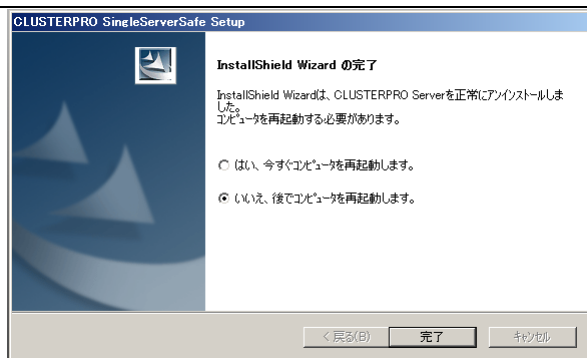 CLUSTERPRO SingleServerSafe Setup
InstallShield Wizard の完了
InstallShield Wizardは、CLUSTERPRO Serverを正常にアンインストールしま
した。
コンピュータを再起動する必要があります。
はい、今すぐコンピュータを再起動します。
いいえ、後でコンピュータを再起動します。
< 戻る(B)
完了
キャンセル